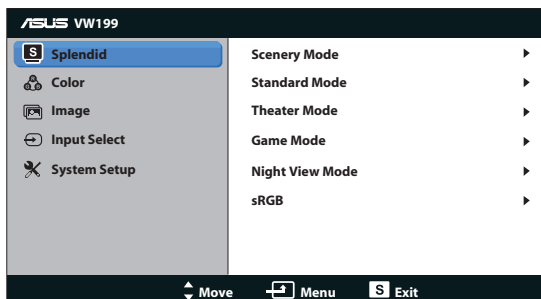 ASUS VW199
S Splendid
Color
Image
Input Select
System Setup
Scenery Mode
Standard Mode
Theater Mode
Game Mode
Night View Mode
sRGB
Move Menu S Exit